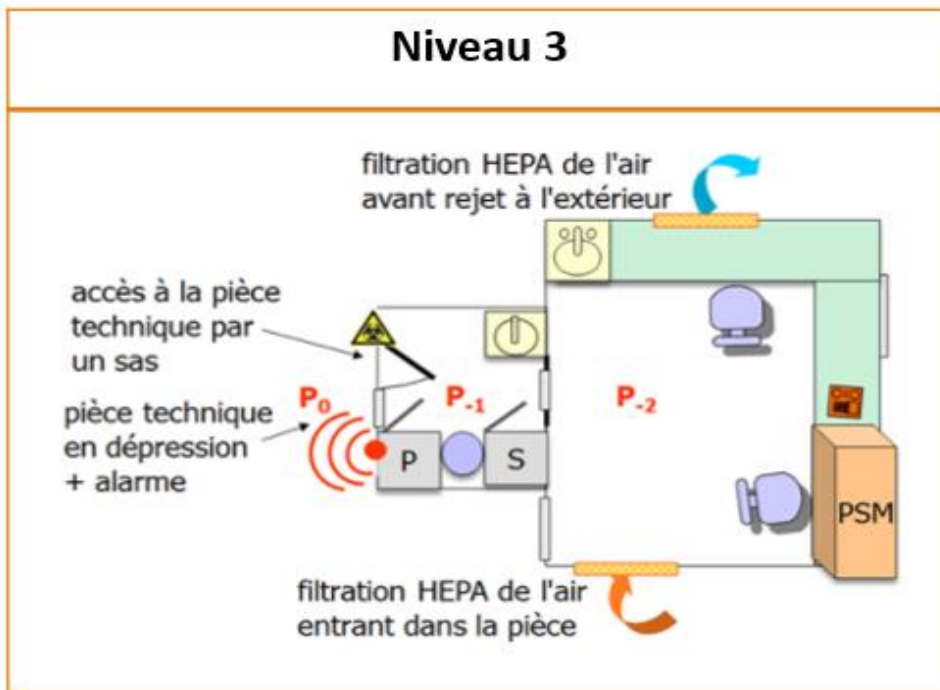 Niveau 3
filtration HEPA de l'air
avant rejet à l'extérieur
accès à la pièce
technique par
un sas
P0
P-1
P-2
pièce technique
en dépression
+ alarme
P
S
PSM
filtration HEPA de l'air
entrant dans la pièce